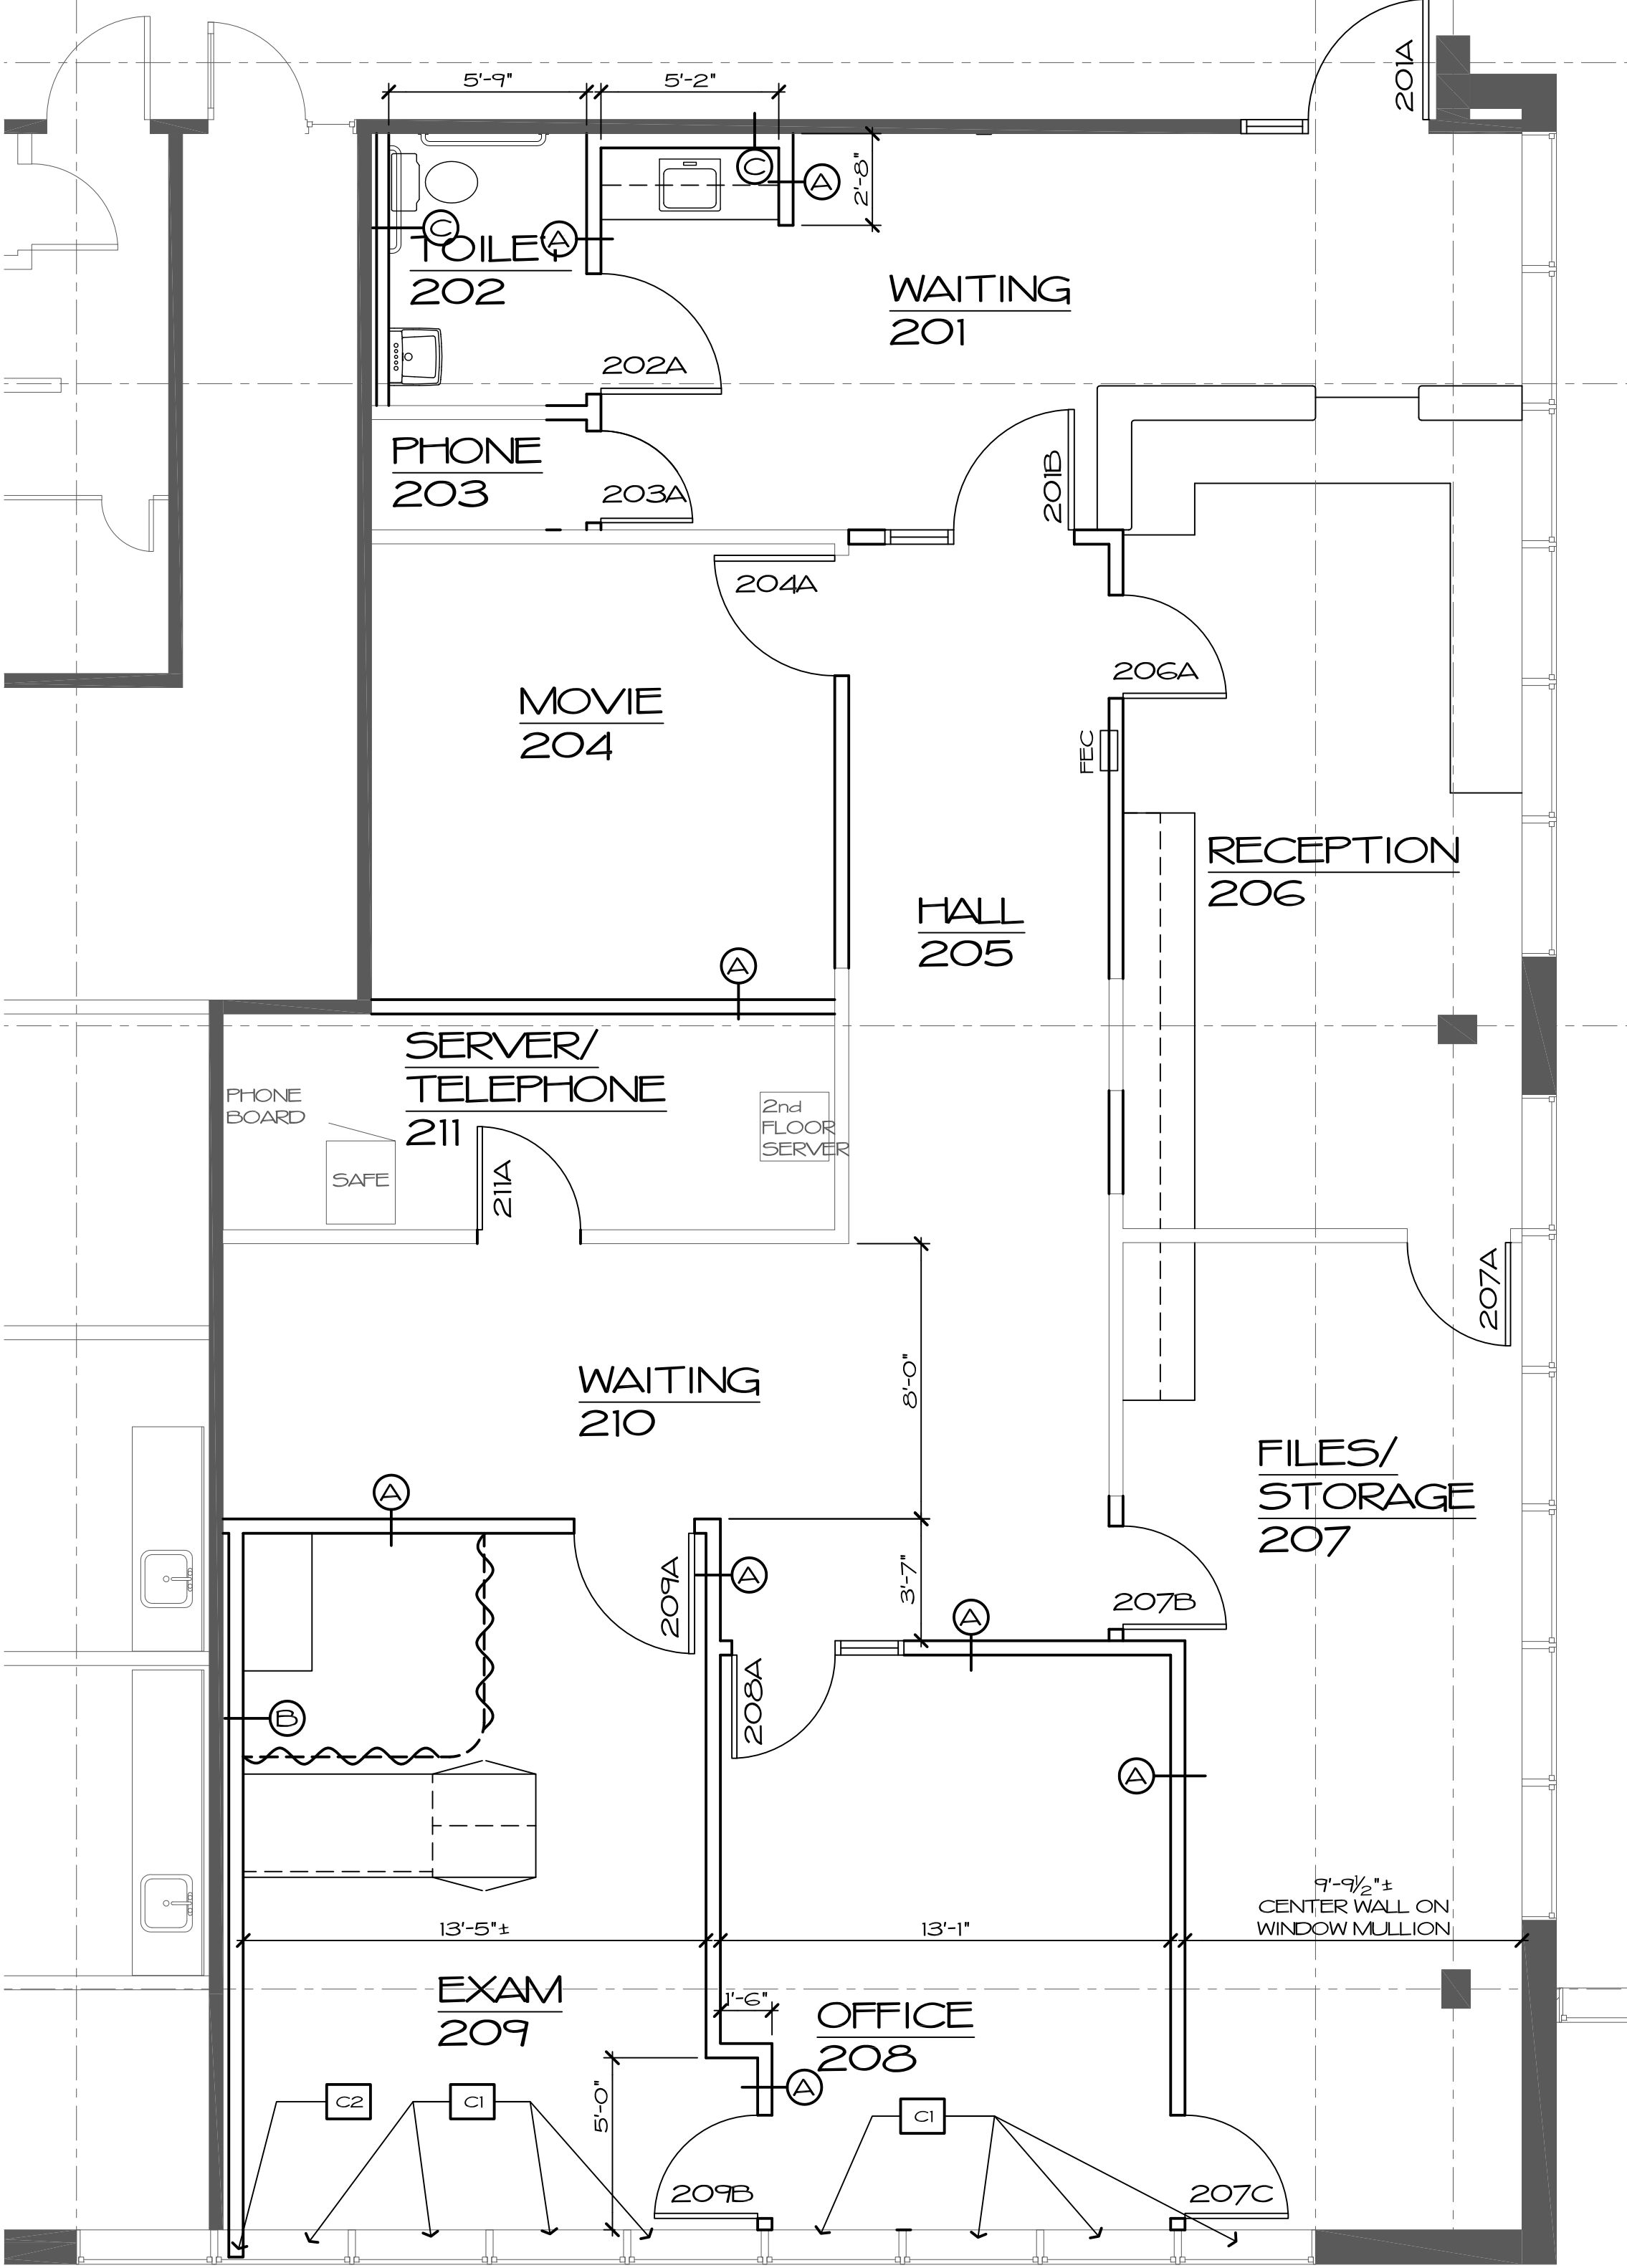 201A
5'-9"
5'-2"
2'-8"
C
A
C
A
TOILET
202
WAITING
201
202A
PHONE
203
203A
201B
204A
206A
MOVIE
204
FEC
RECEPTION
206
HALL
205
A
SERVER/
TELEPHONE
211
PHONE
BOARD
2nd
FLOOR
SERVER
SAFE
211A
207A
8'-0"
WAITING
210
FILES/
STORAGE
207
A
209A
A
3'-7"
A
207B
208A
B
A
9'-9 1/2"±
CENTER WALL ON
WINDOW MULLION
13'-5"±
13'-1"
EXAM
209
1'-6"
OFFICE
208
A
5'-0"
C2
C1
C1
209B
207C